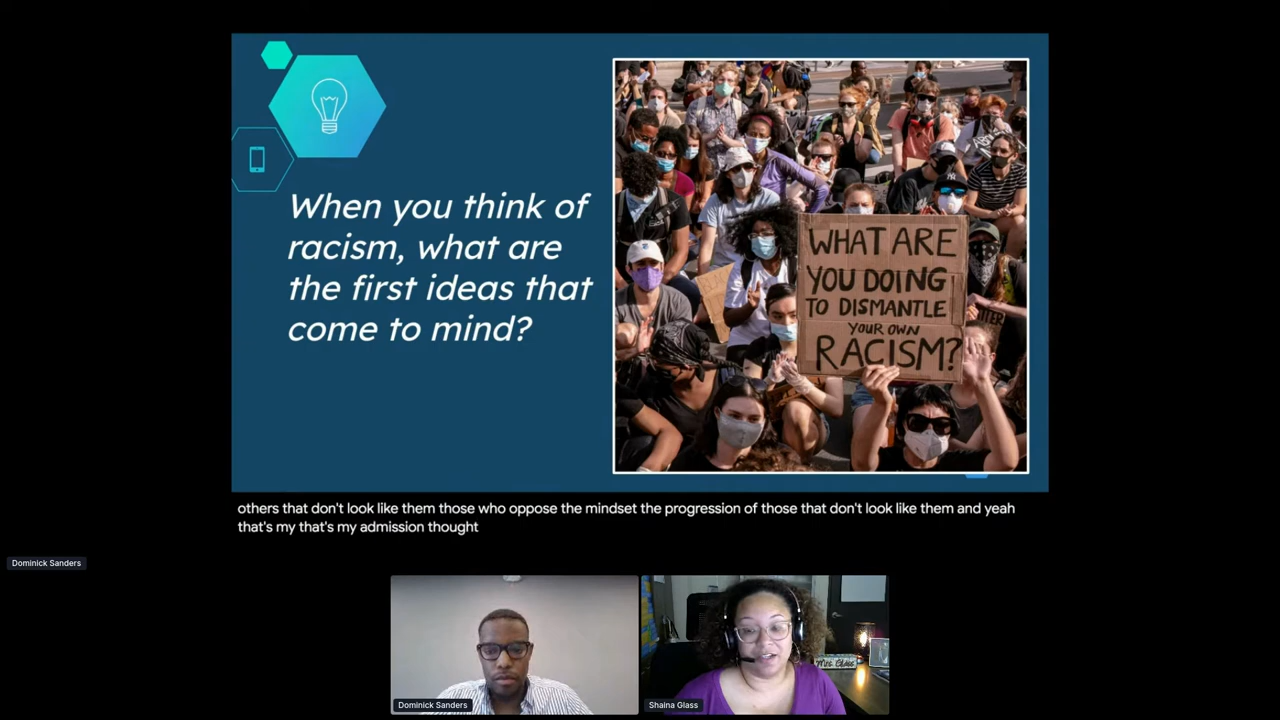 When you think of
racism, what are
the first ideas that
come to mind?
WHAT ARE
YOU DOING
TO DISMANTLE
YOUR OWN
RACISM?
others that don't look like them those who oppose the mindset the progression of those that don't look like them and yeah
that's my that's my admission thought
Dominick Sanders
Dominick Sanders
Shaina Glass
Mrs. Glass